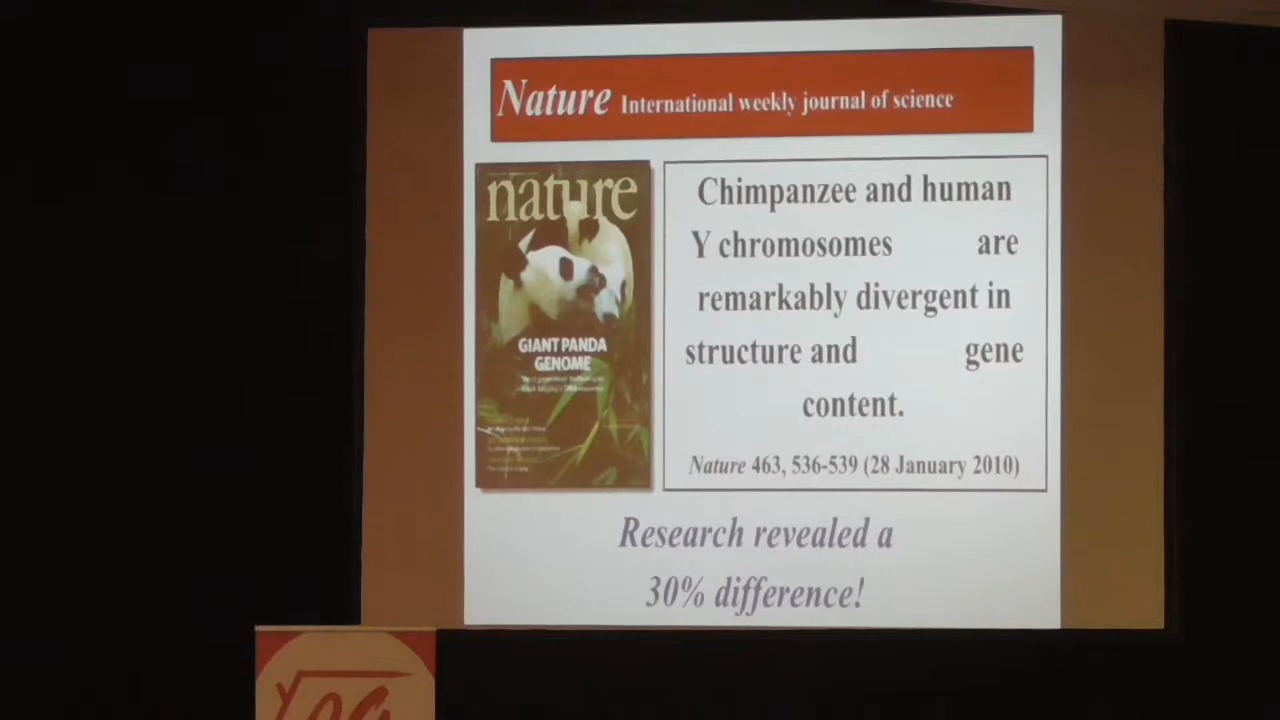 Nature International weekly journal of science
nature
GIANT PANDA
GENOME
Chimpanzee and human
Y chromosomes are
remarkably divergent in
structure and gene
content.
Nature 463, 536-539 (28 January 2010)
Research revealed a
30% difference!